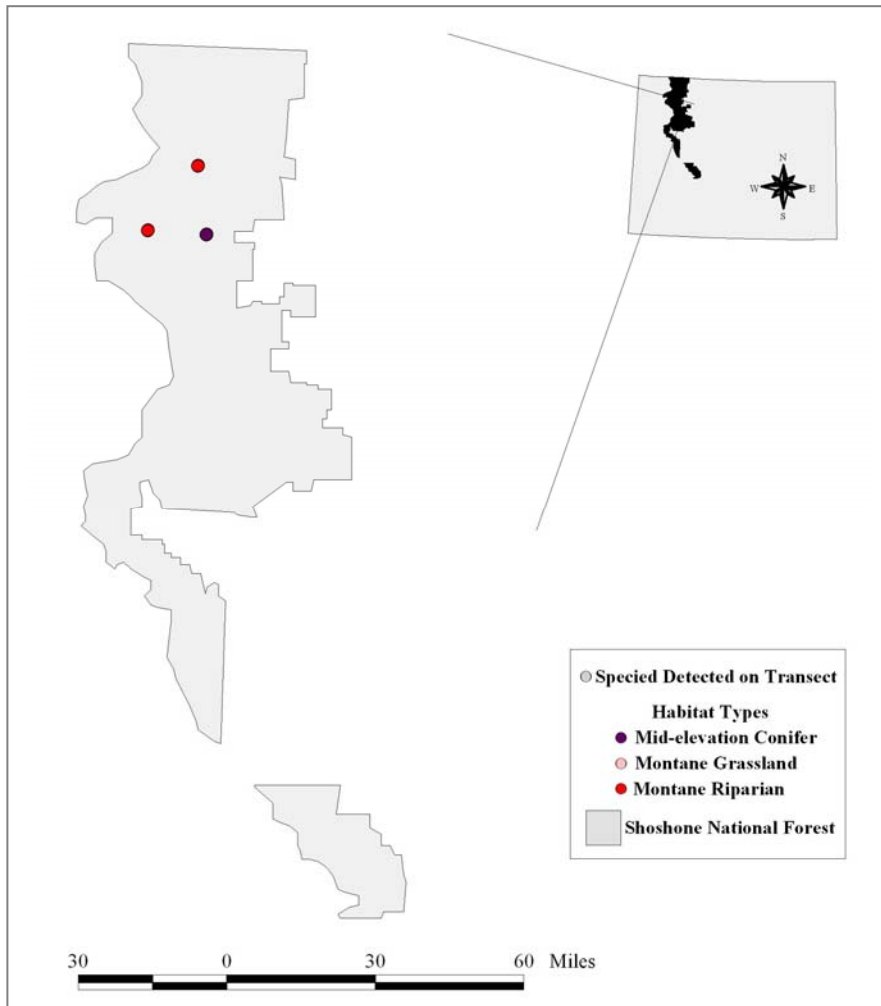 N
W E
S
Specied Detected on Transect
Habitat Types
Mid-elevation Conifer
Montane Grassland
Montane Riparian
Shoshone National Forest
30 0 30 60 Miles